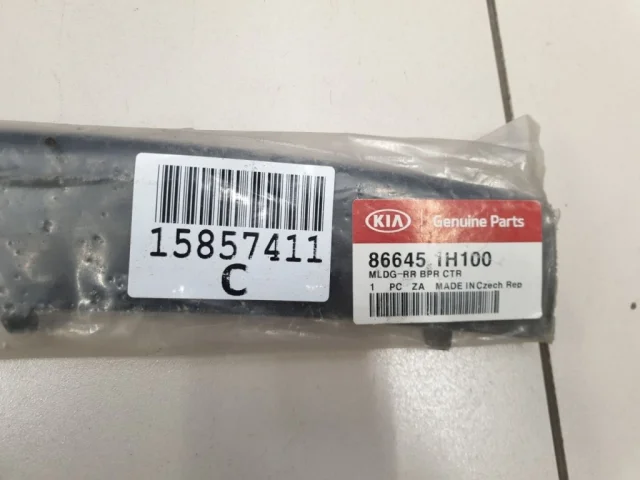 15857411
C
KIA Genuine Parts
86645 1H100
MLDG-RR BPR CTR
1 PC ZA MADE IN Czech Rep